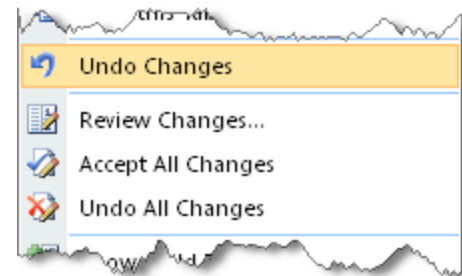 Undo Changes
Review Changes...
Accept All Changes
Undo All Changes